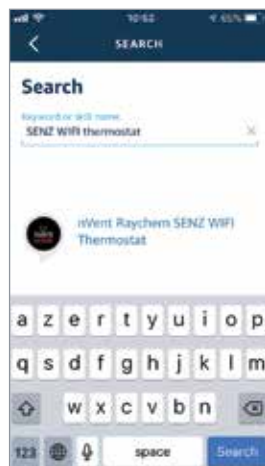 10:52
65%
SEARCH
Search
Keyword or skill name
SENZ WIFI thermostat
nVent Raychem SENZ WIFI
Thermostat
a z e r t y u i o p
q s d f g h j k l m
w x c v b n
123 space Search